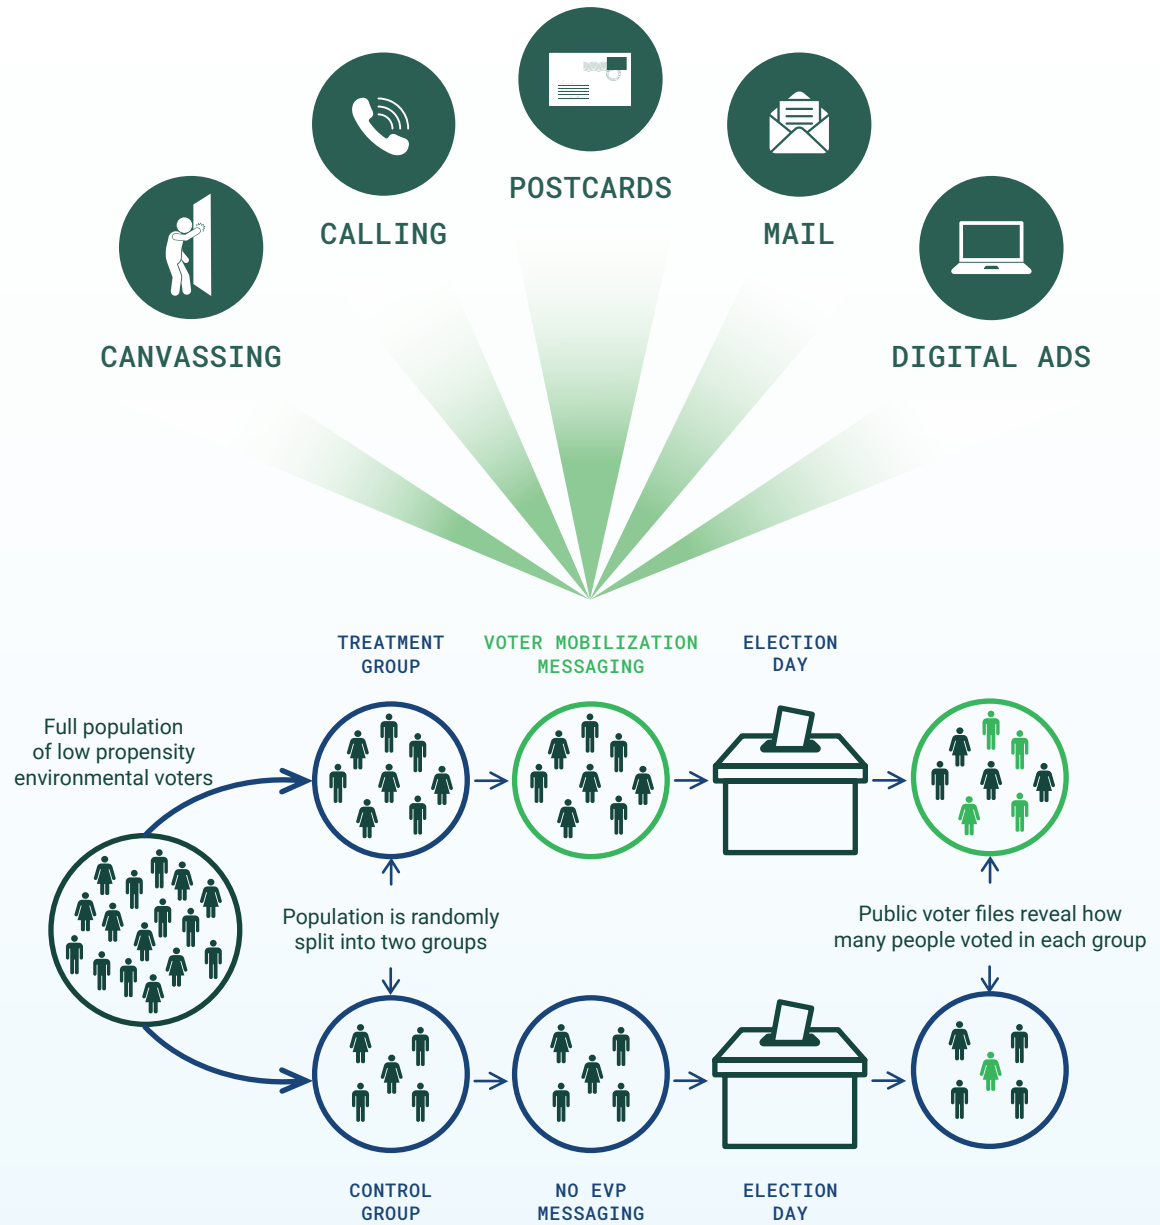 POSTCARDS
CALLING
MAIL
CANVASSING
DIGITAL ADS
TREATMENT
GROUP
VOTER MOBILIZATION
MESSAGING
ELECTION
DAY
Full population
of low propensity
environmental voters
Population is randomly
split into two groups
Public voter files reveal how
many people voted in each group
CONTROL
GROUP
NO EVP
MESSAGING
ELECTION
DAY